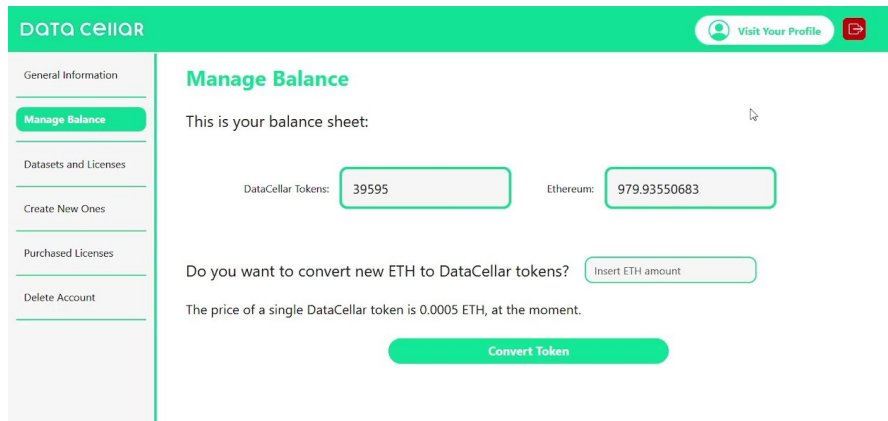 DATA CELLAR
Visit Your Profile
General Information
Manage Balance
Datasets and Licenses
Create New Ones
Purchased Licenses
Delete Account
Manage Balance
This is your balance sheet:
DataCellar Tokens: 39595 Ethereum: 979.93550683
Do you want to convert new ETH to DataCellar tokens? Insert ETH amount
The price of a single DataCellar token is 0.0005 ETH, at the moment.
Convert Token